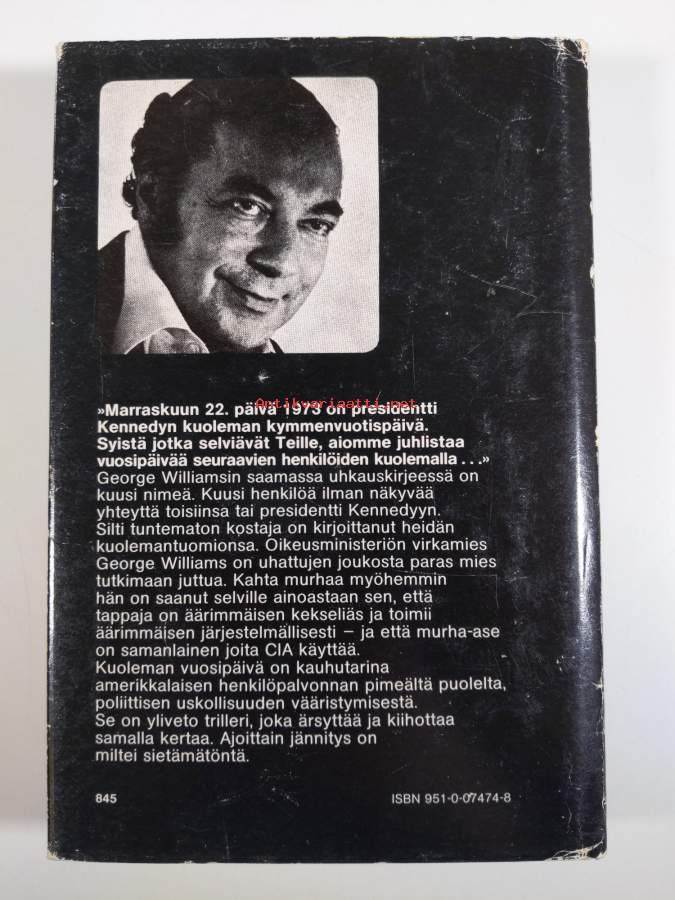 »Marraskuun 22. päivä 1973 on presidentti
Kennedyn kuoleman kymmenvuotispäivä.
Syistä jotka selviävät Teille, aiomme juhlistaa
vuosipäivää seuraavien henkilöiden kuolemalla . . .»
George Williamsin saamassa uhkauskirjeessä on
kuusi nimeä. Kuusi henkilöä ilman näkyvää
yhteyttä toisiinsa tai presidentti Kennedyyn.
Silti tuntematon kostaja on kirjoittanut heidän
kuolemantuomionsa. Oikeusministeriön virkamies
George Williams on uhattujen joukosta paras mies
tutkimaan juttua. Kahta murhaa myöhemmin
hän on saanut selville ainoastaan sen, että
tappaja on äärimmäisen kekseliäs ja toimii
äärimmäisen järjestelmällisesti – ja että murha-ase
on samanlainen joita CIA käyttää.
Kuoleman vuosipäivä on kauhutarina
amerikkalaisen henkilöpalvonnan pimeältä puolelta,
poliittisen uskollisuuden vääristymisestä.
Se on yliveto trilleri, joka ärsyttää ja kiihottaa
samalla kertaa. Ajoittain jännitys on
miltei sietämätöntä.
845
ISBN 951-0-07474-8
Antikvariaatti.net